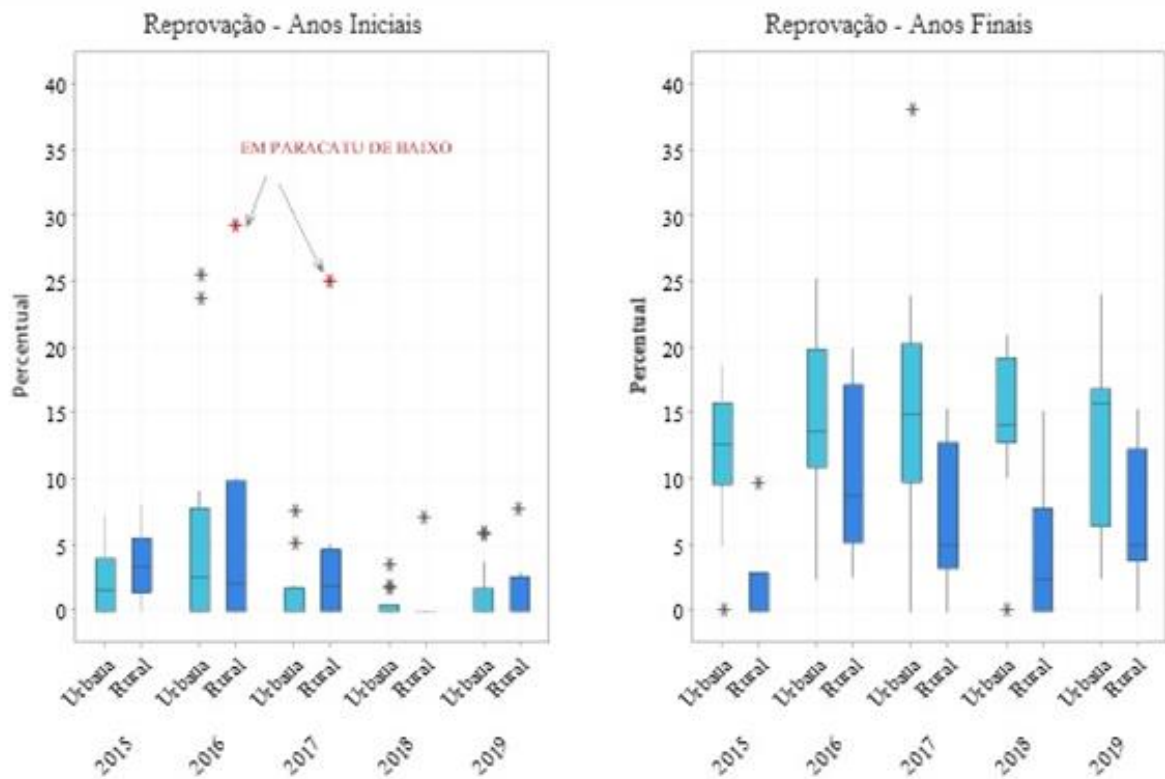 Reprovação - Anos Iniciais
40
35
30
25
20
15
10
5
0
Percentual
EM PARACATU DE BAIXO
Urbana Rural Urbana Rural Urbana Rural Urbana Rural Urbana Rural
2015 2016 2017 2018 2019
Reprovação - Anos Finais
40
35
30
25
20
15
10
5
0
Percentual
Urbana Rural Urbana Rural Urbana Rural Urbana Rural Urbana Rural
2015 2016 2017 2018 2019